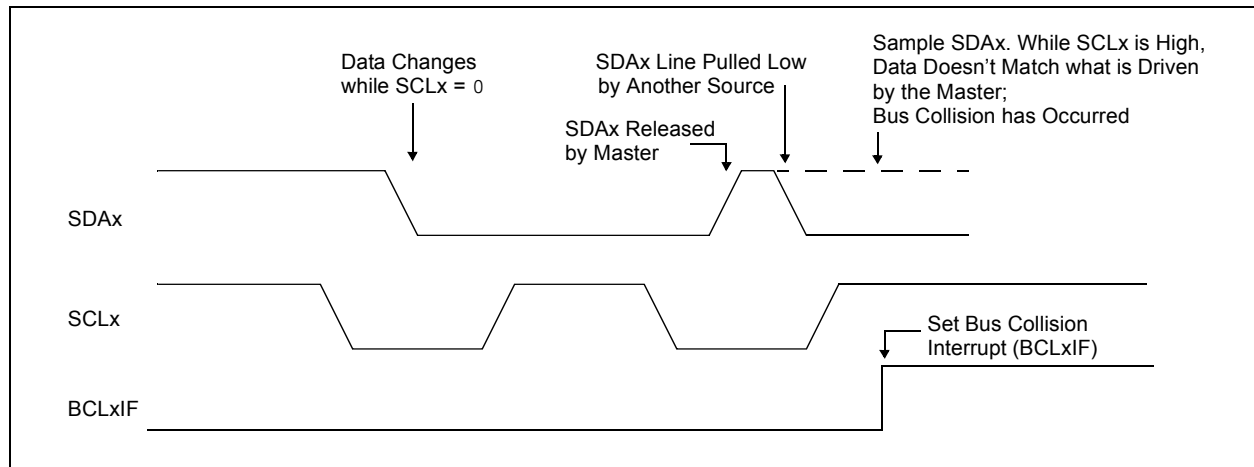 Data Changes
while SCLx = 0
SDAx Line Pulled Low
by Another Source
SDAx Released
by Master
Sample SDAx. While SCLx is High,
Data Doesn’t Match what is Driven
by the Master;
Bus Collision has Occurred
SDAx
SCLx
Set Bus Collision
Interrupt (BCLxIF)
BCLxIF